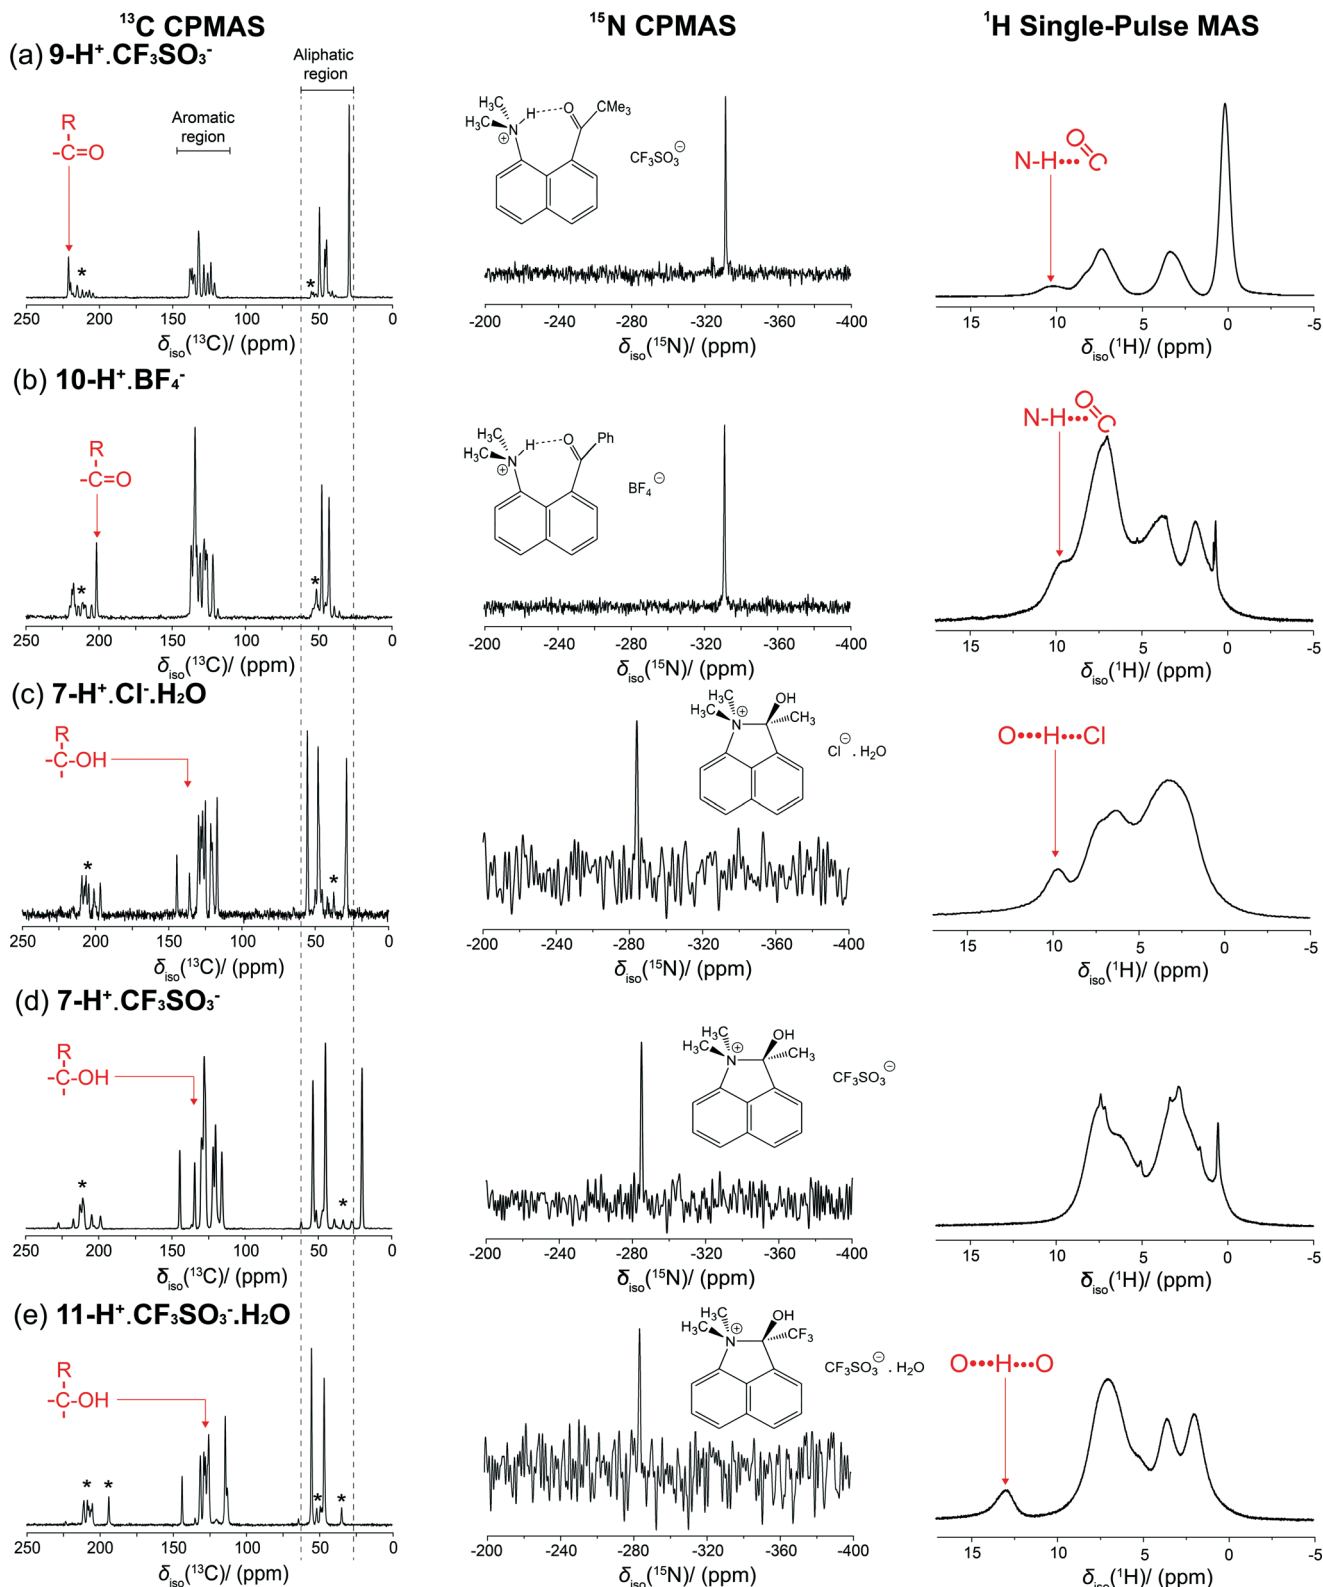 ¹³C CPMAS
¹⁵N CPMAS
¹H Single-Pulse MAS
(a) 9-H⁺.CF₃SO₃⁻
Aliphatic
region
Aromatic
region
R
-C=O
*
*
250 200 150 100 50 0
δiso(¹³C)/ (ppm)
H₃C
H₃C
N
⊕
H
O
CMe₃
CF₃SO₃⊖
-200 -240 -280 -320 -360 -400
δiso(¹⁵N)/ (ppm)
N-H•••O=C
15 10 5 0 -5
δiso(¹H)/ (ppm)
(b) 10-H⁺.BF₄⁻
R
-C=O
*
*
250 200 150 100 50 0
δiso(¹³C)/ (ppm)
H₃C
H₃C
N
⊕
H
O
Ph
BF₄⊖
-200 -240 -280 -320 -360 -400
δiso(¹⁵N)/ (ppm)
N-H•••O=C
15 10 5 0 -5
δiso(¹H)/ (ppm)
(c) 7-H⁺.Cl⁻.H₂O
R
-C-OH
*
*
250 200 150 100 50 0
δiso(¹³C)/ (ppm)
H₃C
H₃C
N
⊕
OH
CH₃
Cl⊖ . H₂O
-200 -240 -280 -320 -360 -400
δiso(¹⁵N)/ (ppm)
O•••H•••Cl
15 10 5 0 -5
δiso(¹H)/ (ppm)
(d) 7-H⁺.CF₃SO₃⁻
R
-C-OH
*
*
250 200 150 100 50 0
δiso(¹³C)/ (ppm)
H₃C
H₃C
N
⊕
OH
CH₃
CF₃SO₃⊖
-200 -240 -280 -320 -360 -400
δiso(¹⁵N)/ (ppm)
15 10 5 0 -5
δiso(¹H)/ (ppm)
(e) 11-H⁺.CF₃SO₃⁻.H₂O
R
-C-OH
* *
* *
250 200 150 100 50 0
δiso(¹³C)/ (ppm)
H₃C
H₃C
N
⊕
OH
CF₃
CF₃SO₃⊖ . H₂O
-200 -240 -280 -320 -360 -400
δiso(¹⁵N)/ (ppm)
O•••H•••O
15 10 5 0 -5
δiso(¹H)/ (ppm)